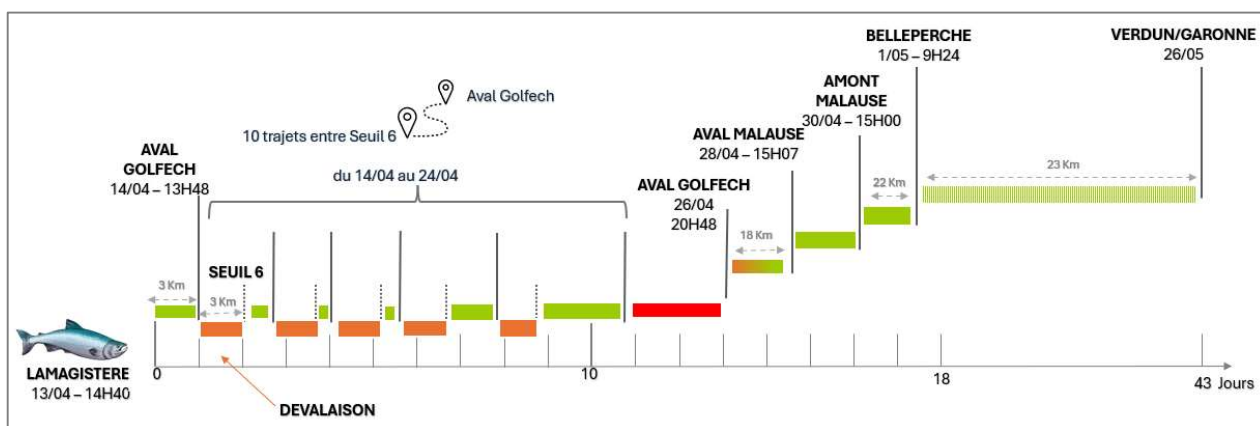 BELLEPERCHE
1/05 – 9H24
VERDUN/GARONNE
26/05
AMONT
MALAUSE
30/04 – 15H00
Aval Golfech
10 trajets entre Seuil 6
AVAL MALAUSE
28/04 – 15H07
AVAL
GOLFECH
14/04 – 13H48
du 14/04 au 24/04
AVAL GOLFECH
26/04
20H48
23 Km
22 Km
18 Km
SEUIL 6
3 Km
3 Km
LAMAGISTERE
13/04 – 14H40
0
10
18
43 Jours
DEVALAISON